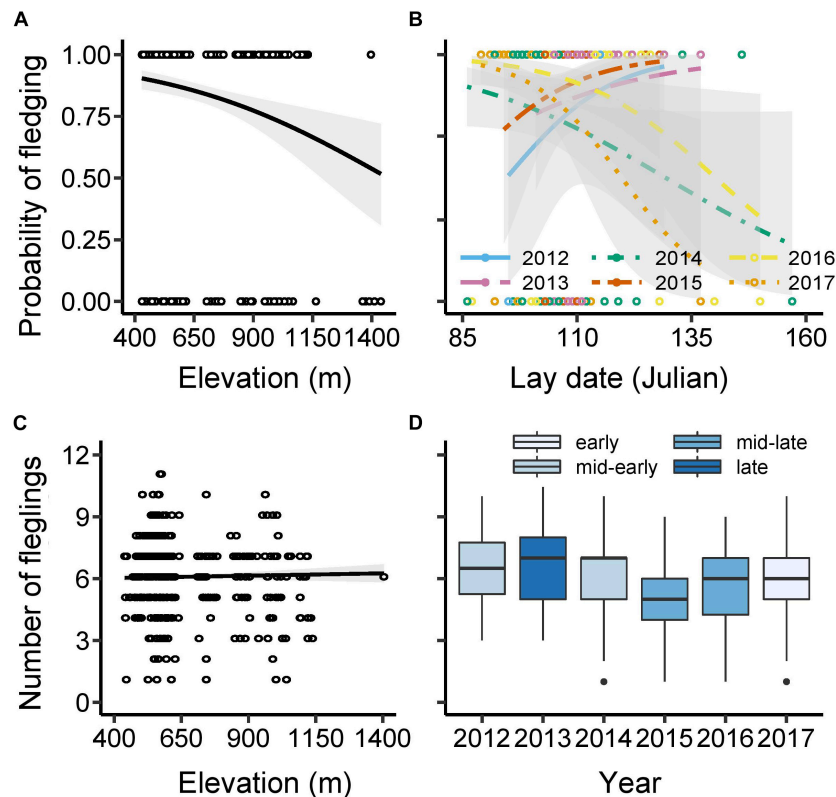 A
B
Probability of fledging
1.00
0.75
0.50
0.25
0.00
400 650 900 1150 1400
Elevation (m)
2012 2014 2016
2013 2015 2017
85 110 135 160
Lay date (Julian)
C
D
Number of fleglings
12
9
6
3
0
400 650 900 1150 1400
Elevation (m)
early mid-late
mid-early late
2012 2013 2014 2015 2016 2017
Year